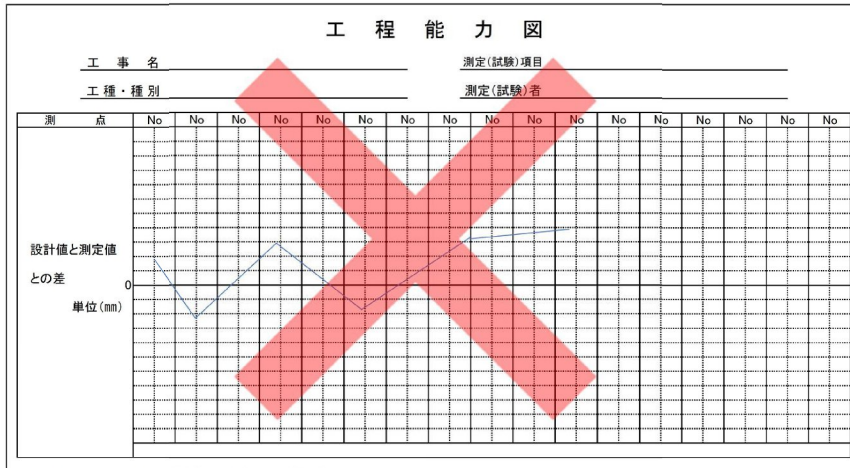 工程能力図
工事名 測定(試験)項目
工種・種別 測定(試験)者
測点 No No No No No No No No No No No No No No No No No
設計値と測定値
との差 0
単位(㎜)